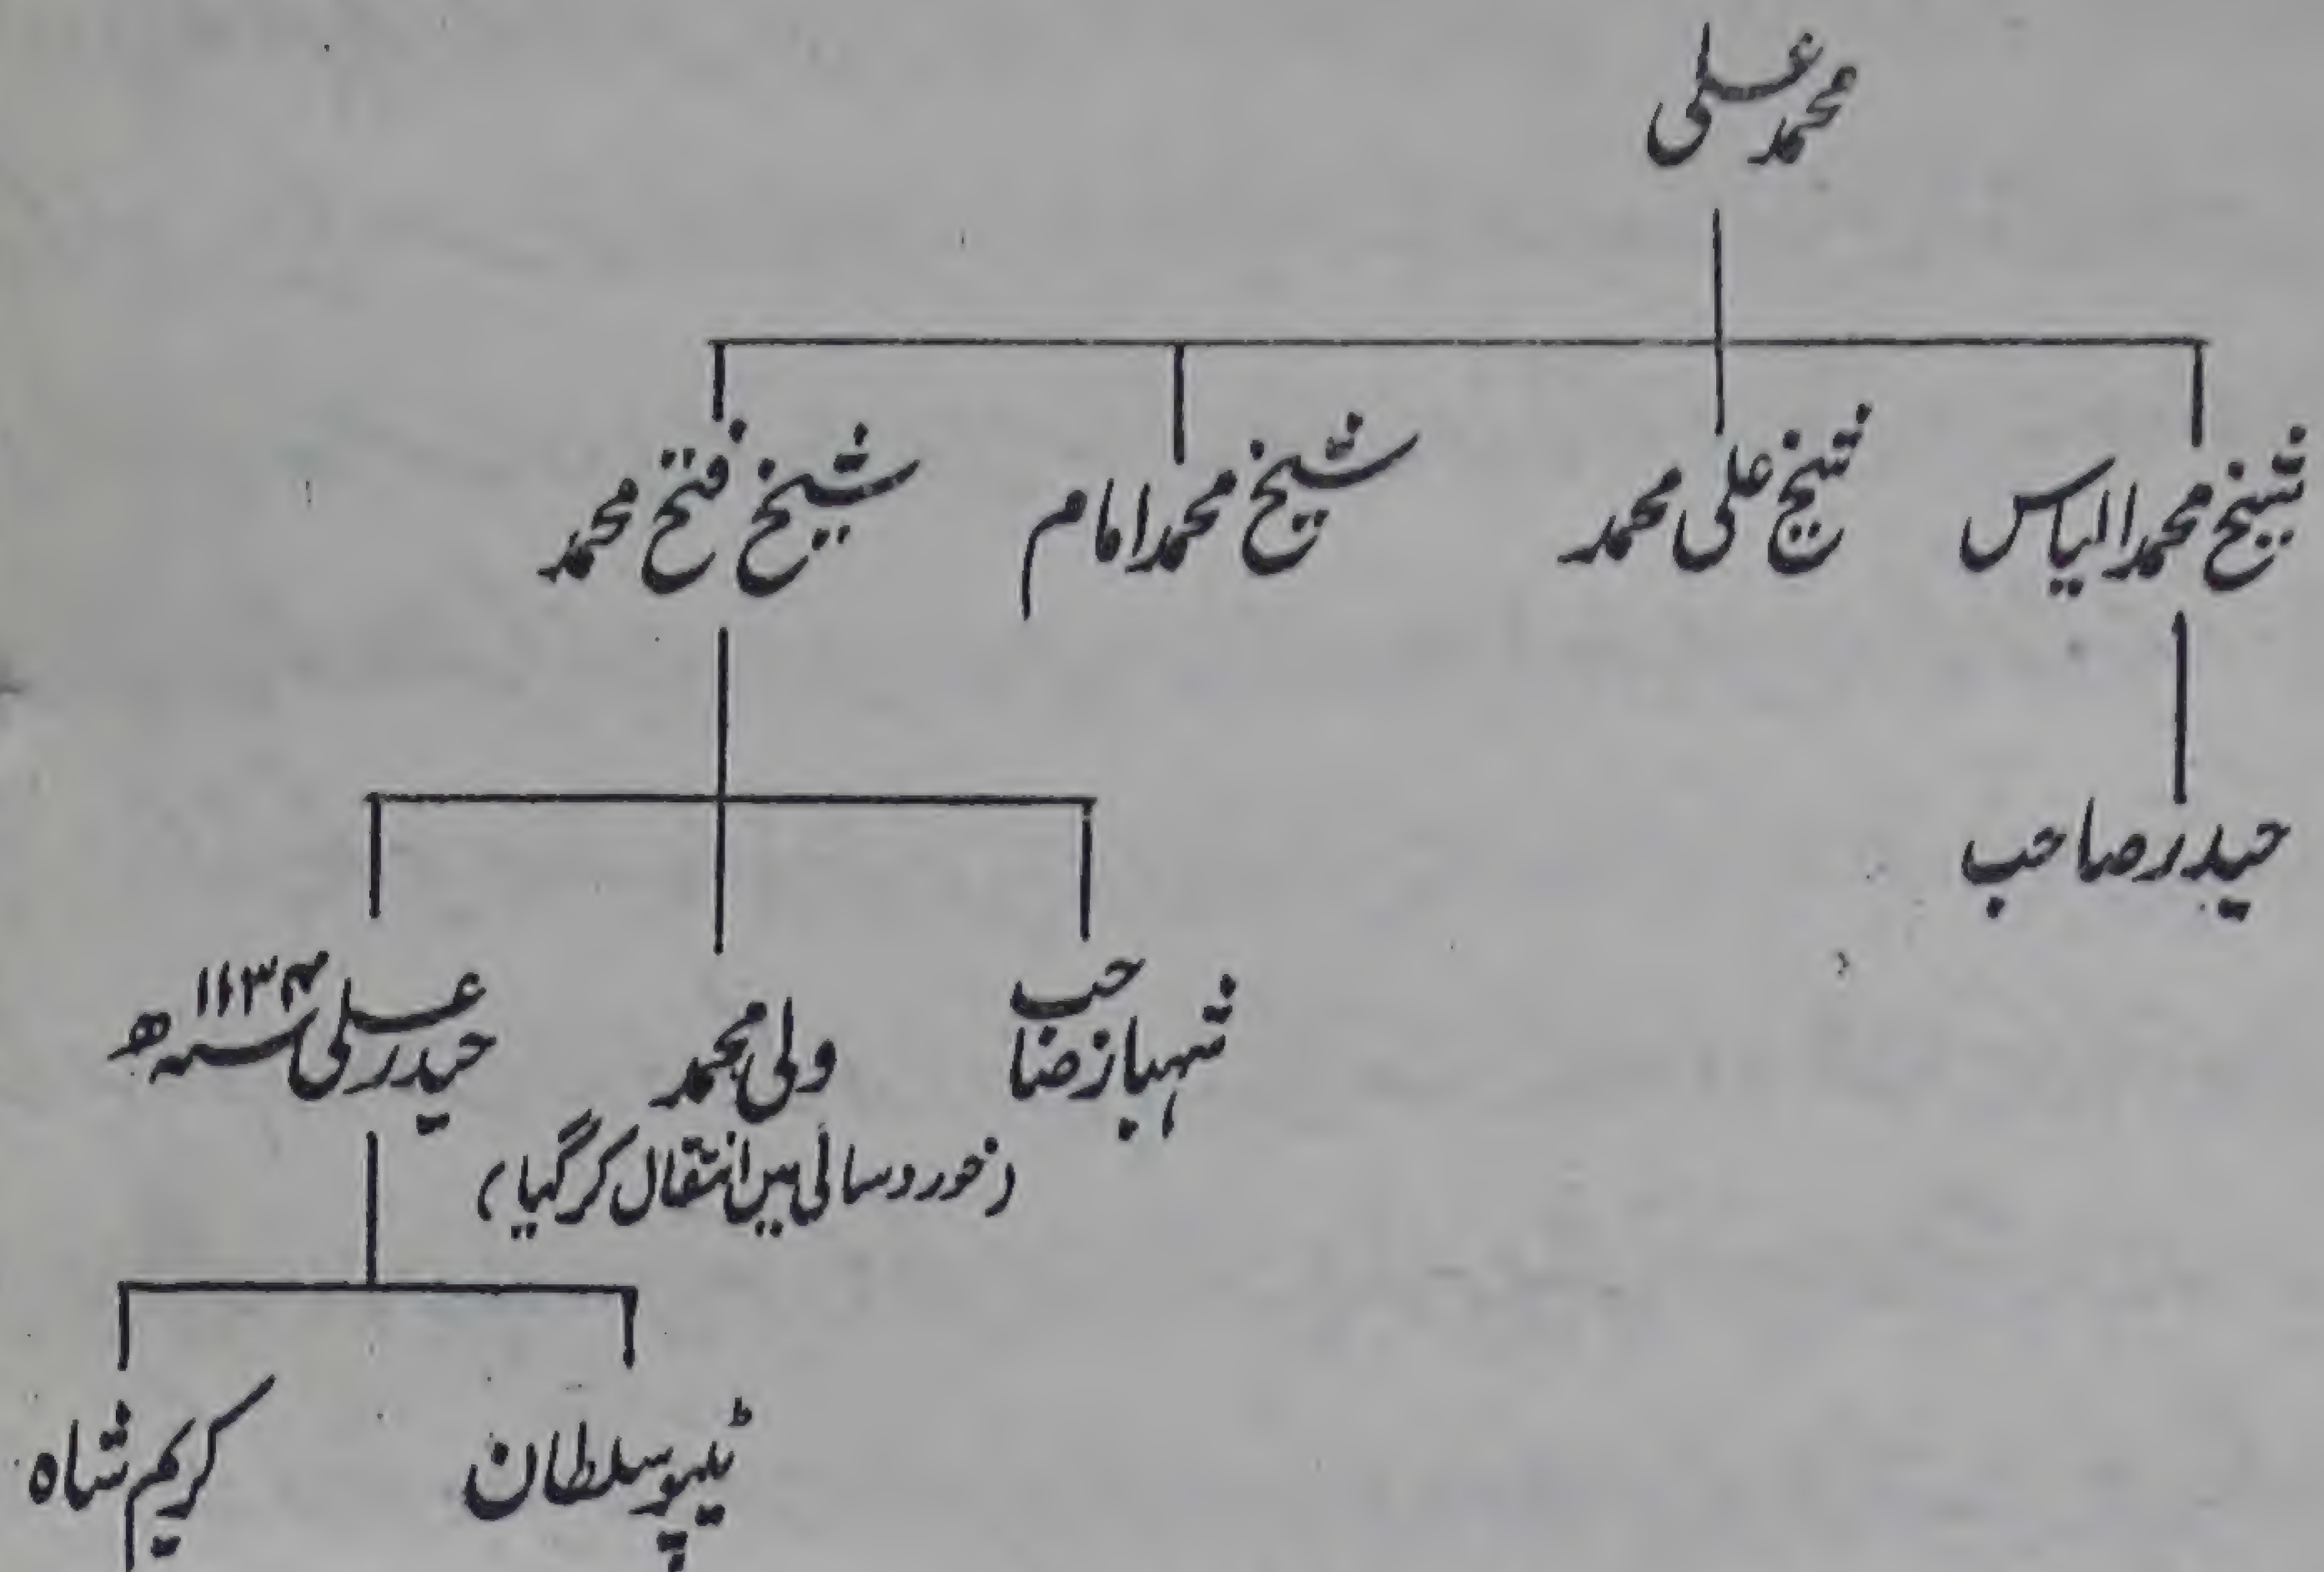 محمد علی
شیخ محمد الیاس
شیخ علی محمد
شیخ محمد امام
شیخ فتح محمد
حیدر صاحب
شہباز صاحب
ولی محمد
(خورد سالی میں انتقال کر گیا)
حیدر علی سنہ ۱۱۳۴ھ
ٹیپو سلطان
کریم شاہ